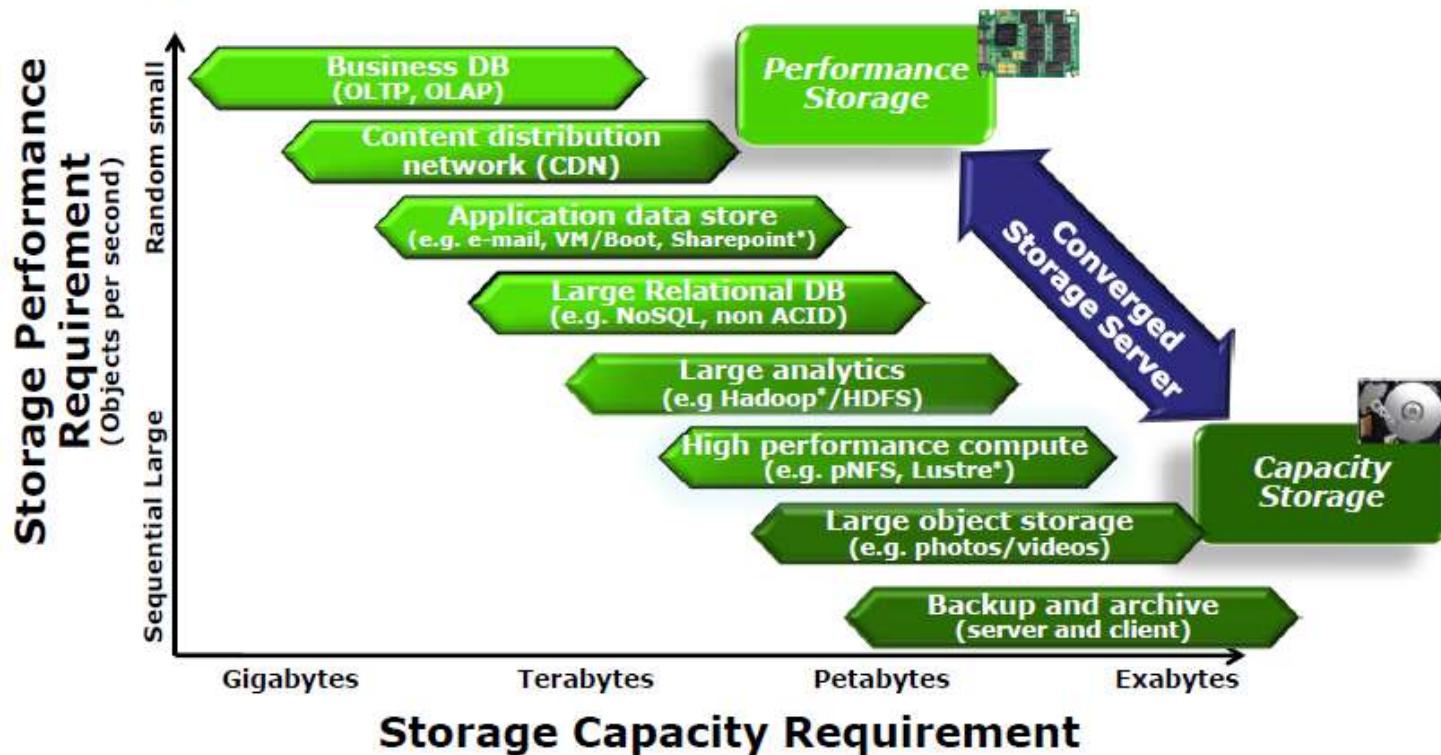 Storage Performance
Requirement
(Objects per second)
Random small
Sequential Large
Business DB
(OLTP, OLAP)
Content distribution
network (CDN)
Application data store
(e.g. e-mail, VM/Boot, Sharepoint*)
Large Relational DB
(e.g. NoSQL, non ACID)
Large analytics
(e.g Hadoop*/HDFS)
High performance compute
(e.g. pNFS, Lustre*)
Large object storage
(e.g. photos/videos)
Backup and archive
(server and client)
Performance
Storage
Converged
Storage Server
Capacity
Storage
Gigabytes
Terabytes
Petabytes
Exabytes
Storage Capacity Requirement